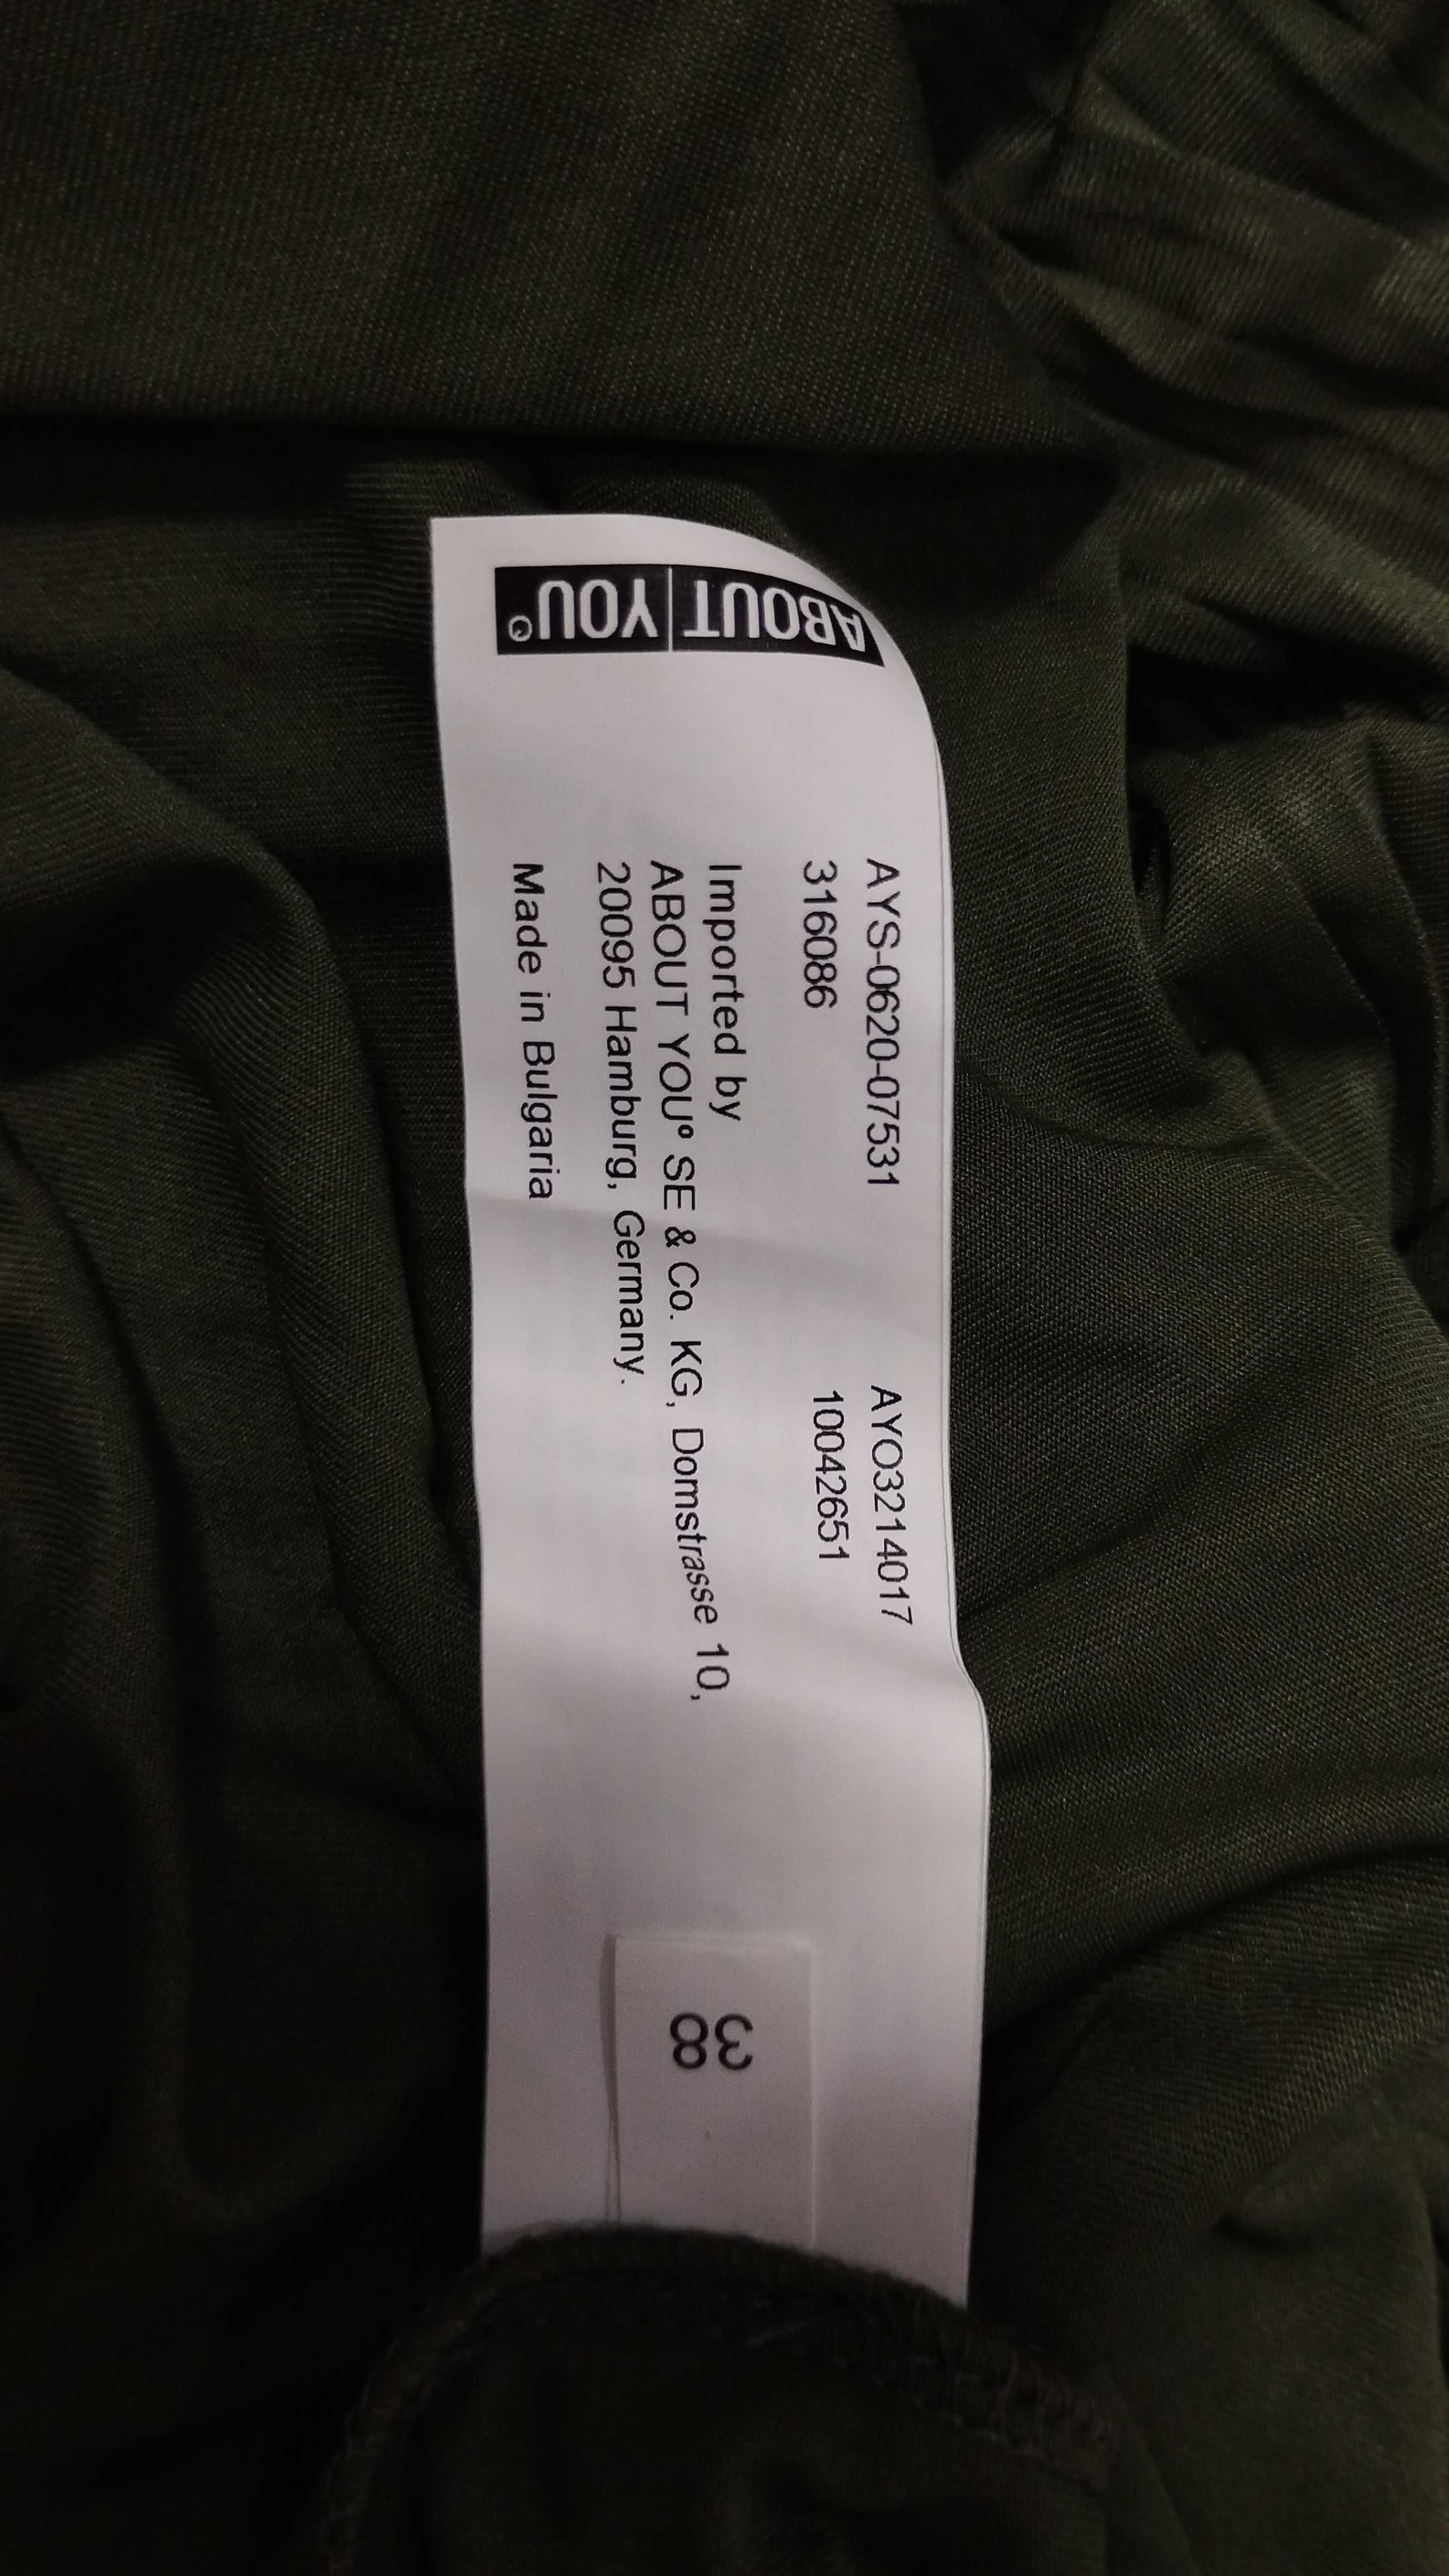 ABOUT YOU°
AYS-0620-07531 AYO3214017
316086 10042651
Imported by
ABOUT YOUº SE & Co. KG, Domstrasse 10,
20095 Hamburg, Germany.
Made in Bulgaria
38